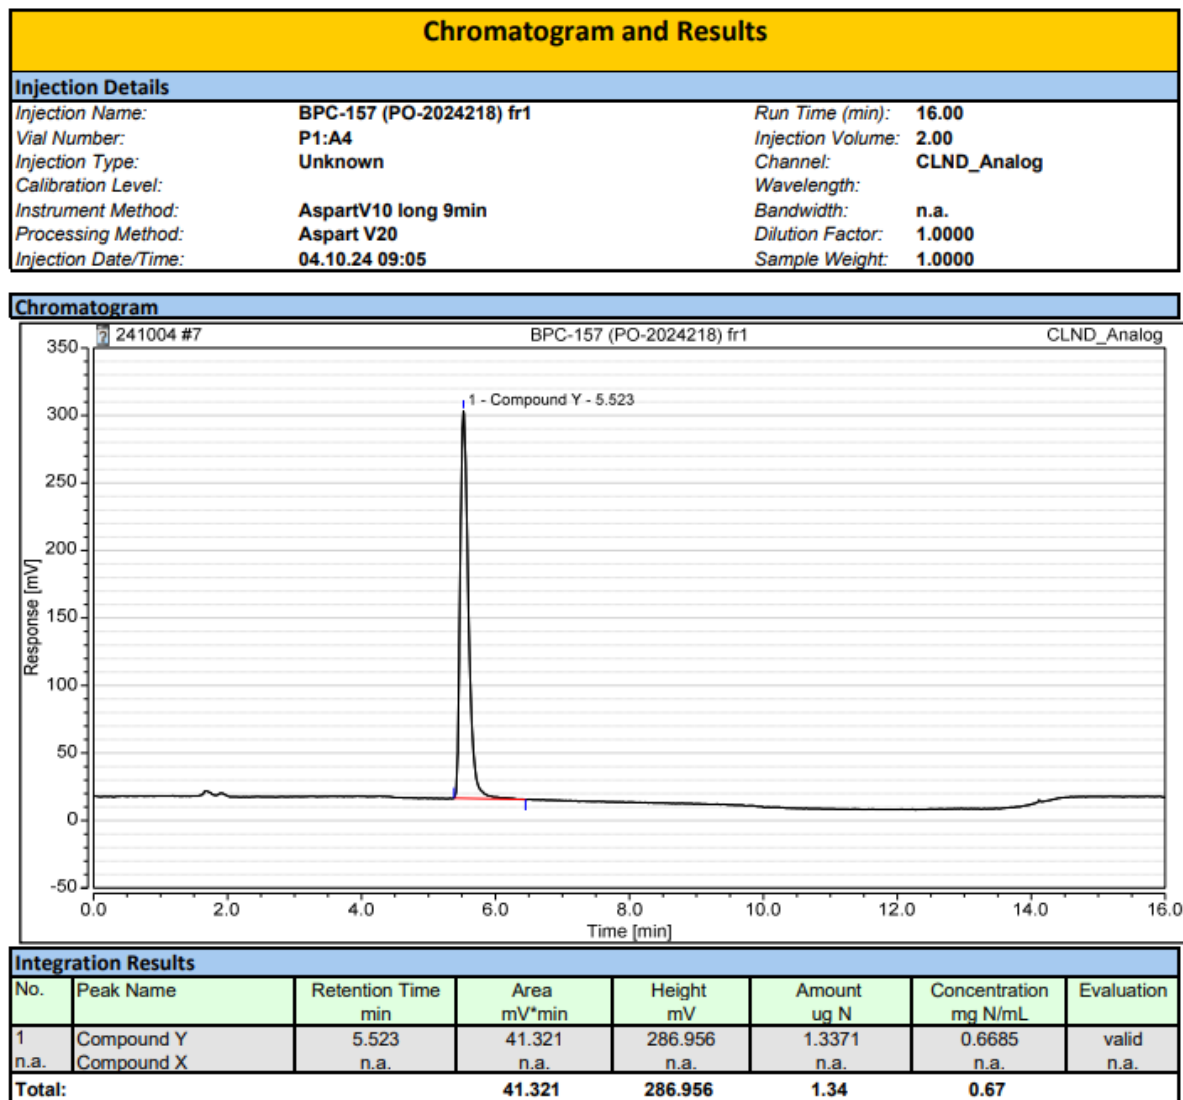 Chromatogram and Results
Injection Details
Injection Name: BPC-157 (PO-2024218) fr1 Run Time (min): 16.00
Vial Number: P1:A4 Injection Volume: 2.00
Injection Type: Unknown Channel: CLND_Analog
Calibration Level: Wavelength:
Instrument Method: AspartV10 long 9min Bandwidth: n.a.
Processing Method: Aspart V20 Dilution Factor: 1.0000
Injection Date/Time: 04.10.24 09:05 Sample Weight: 1.0000
Chromatogram
? 241004 #7 BPC-157 (PO-2024218) fr1 CLND_Analog
350
1 - Compound Y - 5.523
300
250
200
150
100
50
0
-50
Response [mV]
0.0 2.0 4.0 6.0 8.0 10.0 12.0 14.0 16.0
Time [min]
Integration Results
No. Peak Name Retention Time Area Height Amount Concentration Evaluation
min mV*min mV ug N mg N/mL
1 Compound Y 5.523 41.321 286.956 1.3371 0.6685 valid
n.a. Compound X n.a. n.a. n.a. n.a. n.a. n.a.
Total: 41.321 286.956 1.34 0.67